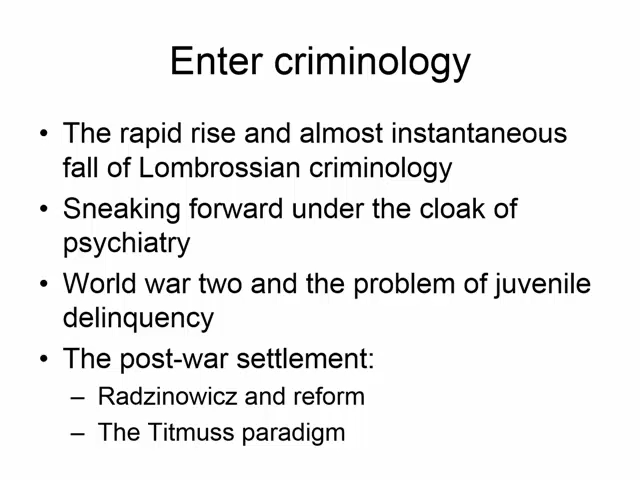 Enter criminology
• The rapid rise and almost instantaneous
fall of Lombrossian criminology
• Sneaking forward under the cloak of
psychiatry
• World war two and the problem of juvenile
delinquency
• The post-war settlement:
– Radzinowicz and reform
– The Titmuss paradigm